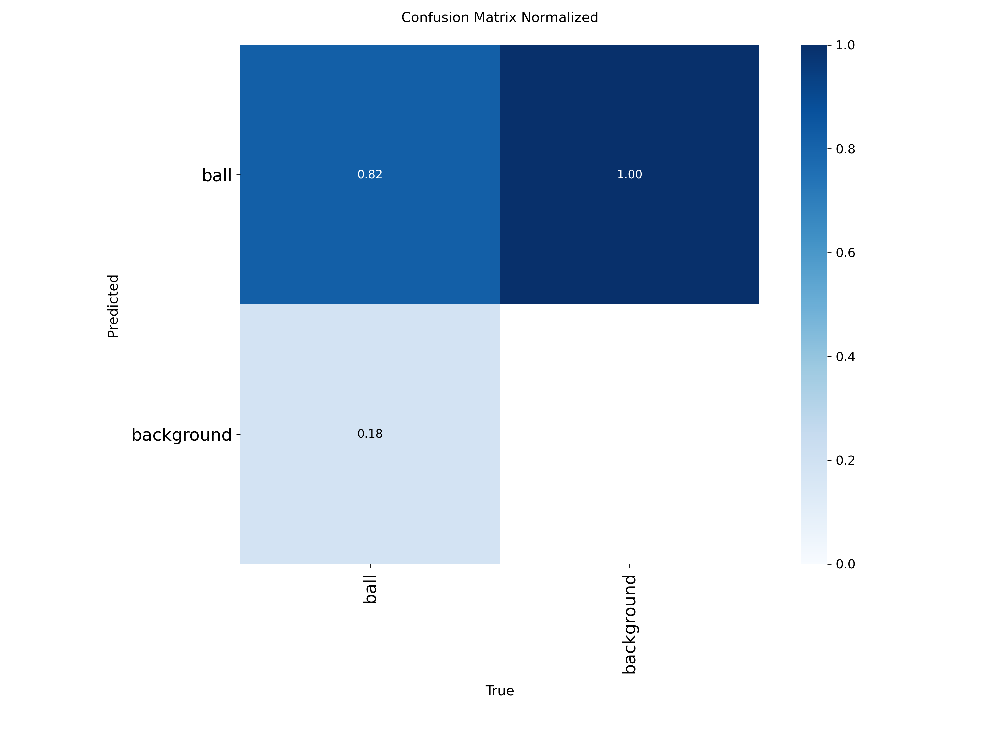 Confusion Matrix Normalized
1.0
ball
0.82
1.00
0.8
0.6
Predicted
0.4
background
0.18
0.2
0.0
ball
background
True